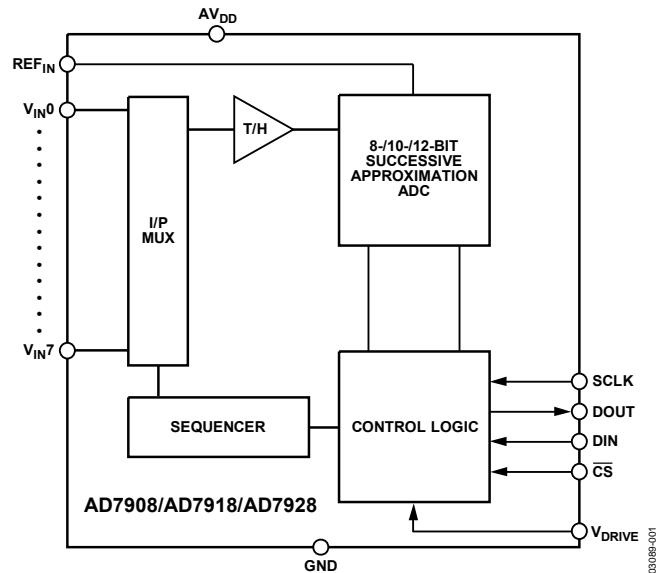 AVDD
REFIN
VIN0
T/H
8-/10-/12-BIT
SUCCESSIVE
APPROXIMATION
ADC
I/P
MUX
VIN7
SCLK
SEQUENCER
CONTROL LOGIC
DOUT
DIN
C̅S̅
AD7908/AD7918/AD7928
VDRIVE
GND
03089-001